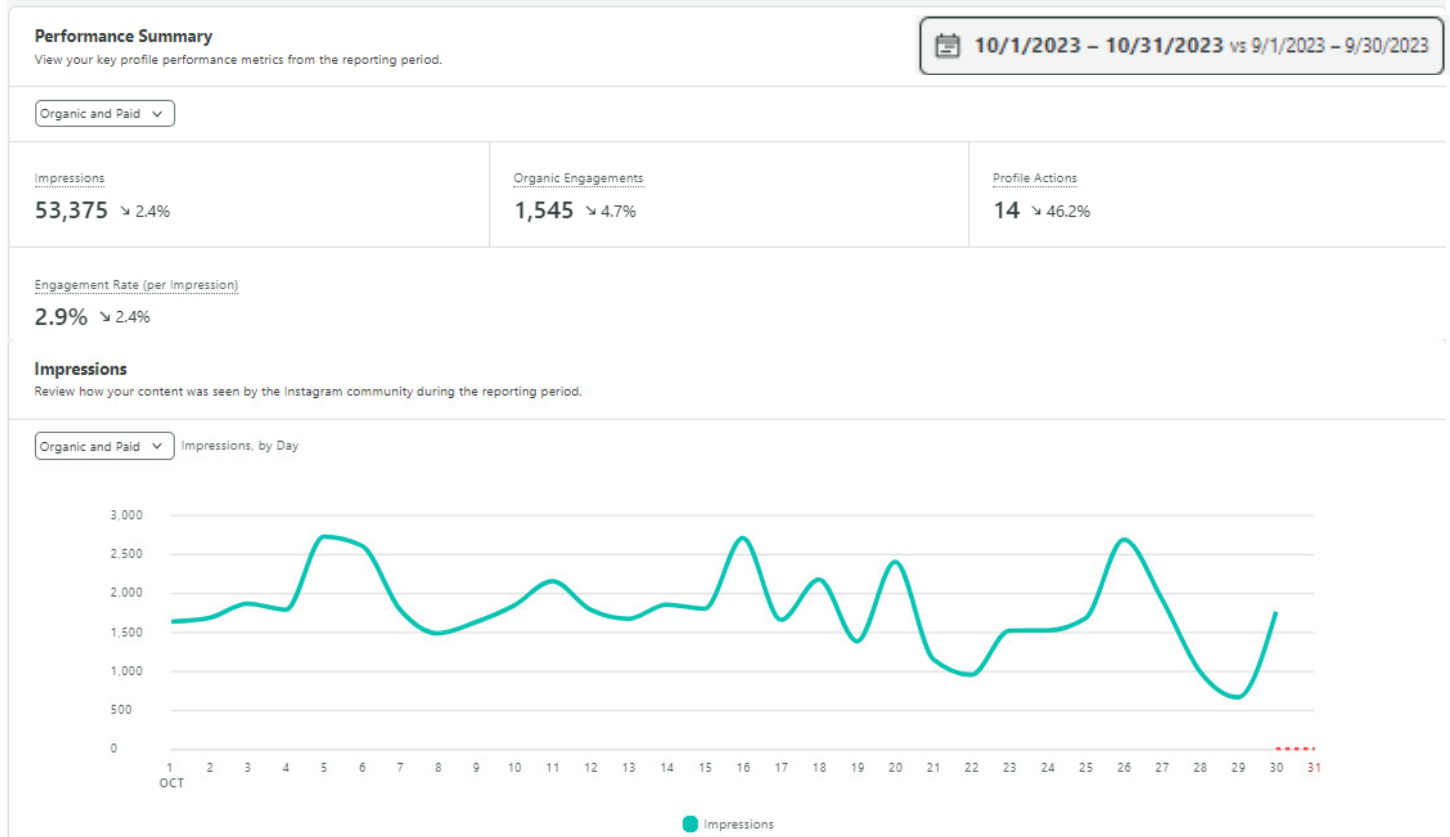 Performance Summary
View your key profile performance metrics from the reporting period.
10/1/2023 – 10/31/2023 vs 9/1/2023 – 9/30/2023
Organic and Paid
Impressions
53,375 ↘ 2.4%
Organic Engagements
1,545 ↘ 4.7%
Profile Actions
14 ↘ 46.2%
Engagement Rate (per Impression)
2.9% ↘ 2.4%
Impressions
Review how your content was seen by the Instagram community during the reporting period.
Organic and Paid Impressions, by Day
3,000
2,500
2,000
1,500
1,000
500
0
1 2 3 4 5 6 7 8 9 10 11 12 13 14 15 16 17 18 19 20 21 22 23 24 25 26 27 28 29 30 31
OCT
Impressions